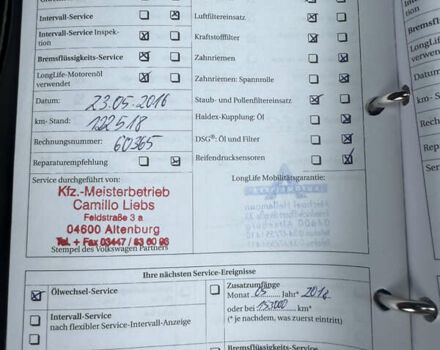 Intervall-Service
Intervall-Service Inspek-
tion
Bremsflüssigkeits-Service
LongLife-Motorenöl
verwendet
Datum: 23.05.2016
km- Stand: 122518
Rechnungsnummer: 60365
Reparaturempfehlung
Luftfiltereinsatz
Kraftstofffilter
Zahnriemen
Zahnriemen: Spannrolle
Staub- und Pollenfiltereinsatz
Haldex-Kupplung: Öl
DSG®: Öl und Filter
Reifendrucksensoren
Service durchgeführt von:
Kfz.-Meisterbetrieb
Camillo Liebs
Feldstraße 3 a
04600 Altenburg
Tel. + Fax 03447 / 83 60 93
Stempel des Volkswagen Partners
LongLife Mobilitätsgarantie:
Ihre nächsten Service-Ereignisse
Ölwechsel-Service
Intervall-Service
nach flexibler Service-Intervall-Anzeige
Zusatzumfänge
Monat 05 Jahr*
oder bei km*
(* je nachdem, was zuerst eintritt)
Bremsflüssigkeits-Service